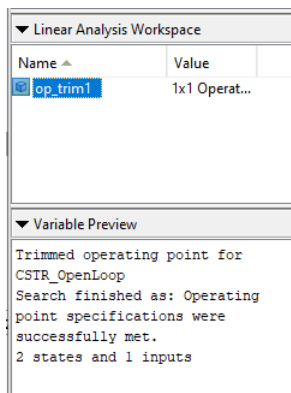 ▼ Linear Analysis Workspace
Name Value
op_trim1 1x1 Operat...
▼ Variable Preview
Trimmed operating point for
CSTR_OpenLoop
Search finished as: Operating
point specifications were
successfully met.
2 states and 1 inputs